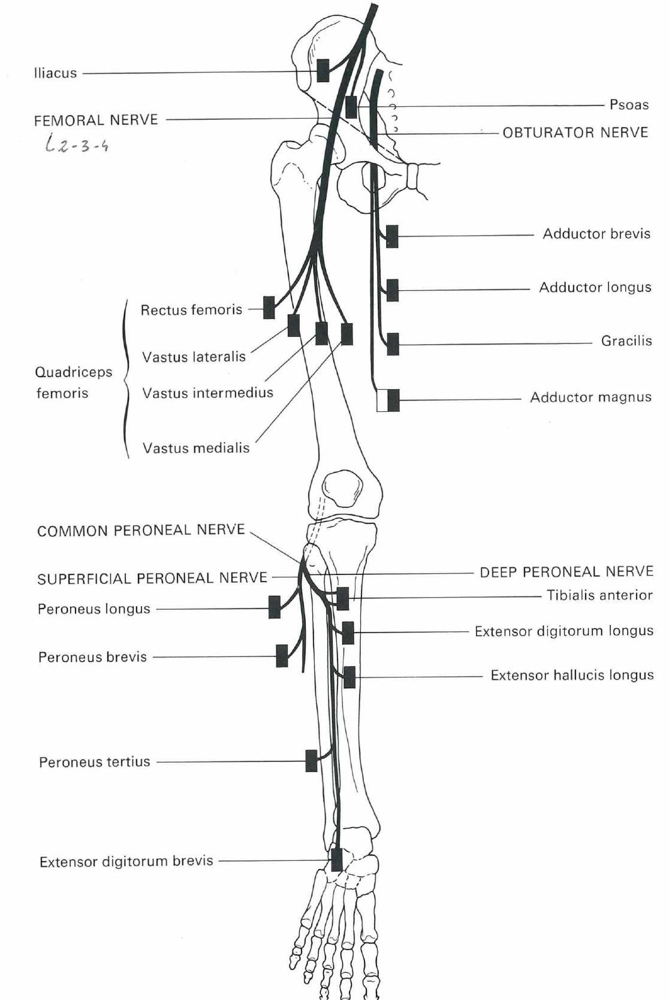 Iliacus
Psoas
FEMORAL NERVE
L2-3-4
OBTURATOR NERVE
Adductor brevis
Adductor longus
Rectus femoris
Gracilis
Vastus lateralis
Quadriceps
femoris
Vastus intermedius
Adductor magnus
Vastus medialis
COMMON PERONEAL NERVE
SUPERFICIAL PERONEAL NERVE
DEEP PERONEAL NERVE
Tibialis anterior
Peroneus longus
Extensor digitorum longus
Peroneus brevis
Extensor hallucis longus
Peroneus tertius
Extensor digitorum brevis